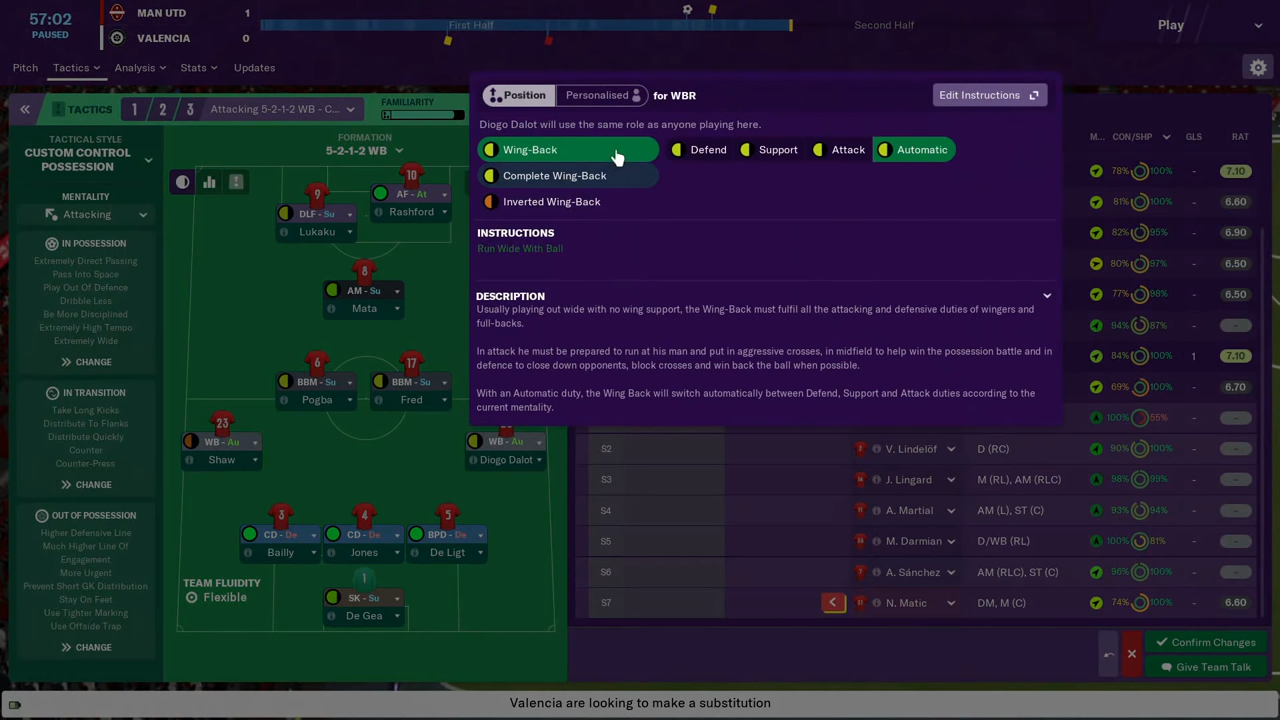 57:02
PAUSED
MAN UTD 1
VALENCIA 0
First Half
Second Half
Play
Pitch Tactics Analysis Stats Updates
TACTICS 1 2 3 Attacking 5-2-1-2 WB - C... FAMILIARITY
TACTICAL STYLE
CUSTOM CONTROL
POSSESSION
MENTALITY
Attacking
IN POSSESSION
Extremely Direct Passing
Pass Into Space
Play Out Of Defence
Dribble Less
Be More Disciplined
Extremely High Tempo
Extremely Wide
CHANGE
IN TRANSITION
Take Long Kicks
Distribute To Flanks
Distribute Quickly
Counter
Counter-Press
CHANGE
OUT OF POSSESSION
Higher Defensive Line
Much Higher Line Of
Engagement
More Urgent
Prevent Short GK Distribution
Stay On Feet
Use Tighter Marking
Use Offside Trap
CHANGE
FORMATION
5-2-1-2 WB
10
AF - At
Rashford
9
DLF - Su
Lukaku
8
AM - Su
Mata
6
BBM - Su
Pogba
17
BBM - Su
Fred
23
WB - Au
Shaw
WB - Au
Diogo Dalot
3
CD - De
Bailly
4
CD - De
Jones
5
BPD - De
De Ligt
1
SK - Su
De Gea
TEAM FLUIDITY
Flexible
Position Personalised for WBR Edit Instructions
Diogo Dalot will use the same role as anyone playing here.
Wing-Back Defend Support Attack Automatic
Complete Wing-Back
Inverted Wing-Back
INSTRUCTIONS
Run Wide With Ball
DESCRIPTION
Usually playing out wide with no wing support, the Wing-Back must fulfil all the attacking and defensive duties of wingers and
full-backs.
In attack he must be prepared to run at his man and put in aggressive crosses, in midfield to help win the possession battle and in
defence to close down opponents, block crosses and win back the ball when possible.
With an Automatic duty, the Wing Back will switch automatically between Defend, Support and Attack duties according to the
current mentality.
M... CON/SHP GLS RAT
78% 100% - 7.10
81% 100% - 6.60
82% 95% - 6.90
80% 97% - 6.50
77% 98% - 6.50
94% 87% - 6.60
84% 100% 1 7.10
69% 100% - 6.70
100% 55% - -
S2 V. Lindelöf D (RC) 90% 100% - -
S3 J. Lingard M (RL), AM (RLC) 98% 99% - -
S4 A. Martial AM (L), ST (C) 93% 94% - -
S5 M. Darmian D/WB (RL) 100% 81% - -
S6 A. Sánchez AM (RLC), ST (C) 96% 100% - -
S7 N. Matic DM, M (C) 74% 100% - 6.60
Confirm Changes
Give Team Talk
Valencia are looking to make a substitution